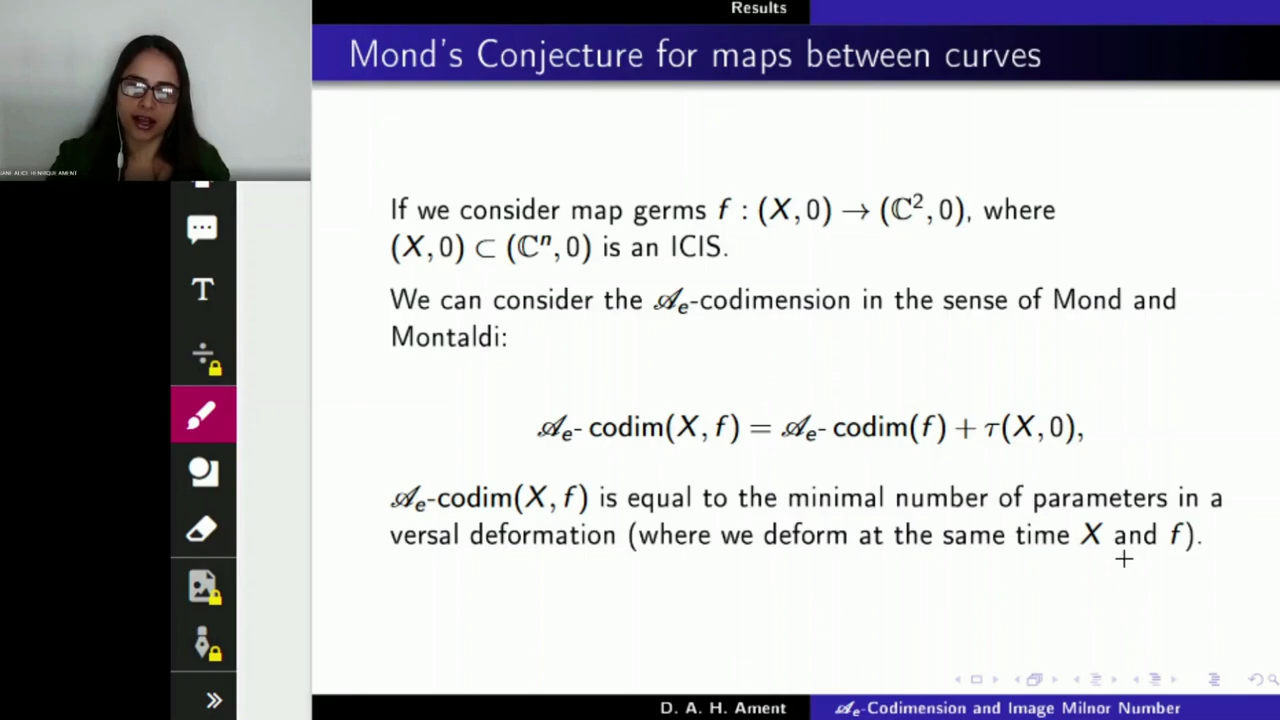 Results
Mond's Conjecture for maps between curves
If we consider map germs f : (X, 0) → (ℂ², 0), where
(X, 0) ⊂ (ℂⁿ, 0) is an ICIS.
We can consider the 𝒜ₑ-codimension in the sense of Mond and
Montaldi:
𝒜ₑ- codim(X, f) = 𝒜ₑ- codim(f) + τ(X, 0),
𝒜ₑ-codim(X, f) is equal to the minimal number of parameters in a
versal deformation (where we deform at the same time X and f).
D. A. H. Ament
𝒜ₑ-Codimension and Image Milnor Number
ALICE HENRIQUE AMENT
T